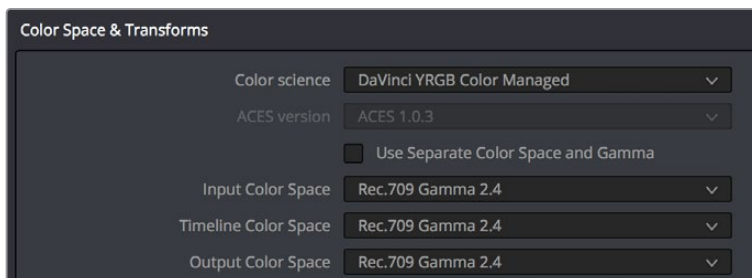 Color Space & Transforms
Color science DaVinci YRGB Color Managed
ACES version ACES 1.0.3
Use Separate Color Space and Gamma
Input Color Space Rec.709 Gamma 2.4
Timeline Color Space Rec.709 Gamma 2.4
Output Color Space Rec.709 Gamma 2.4